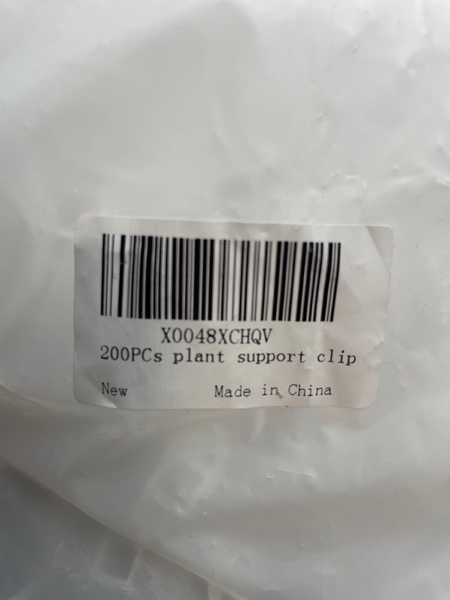 X0048XCHQV
200PCs plant support clip
New Made in China